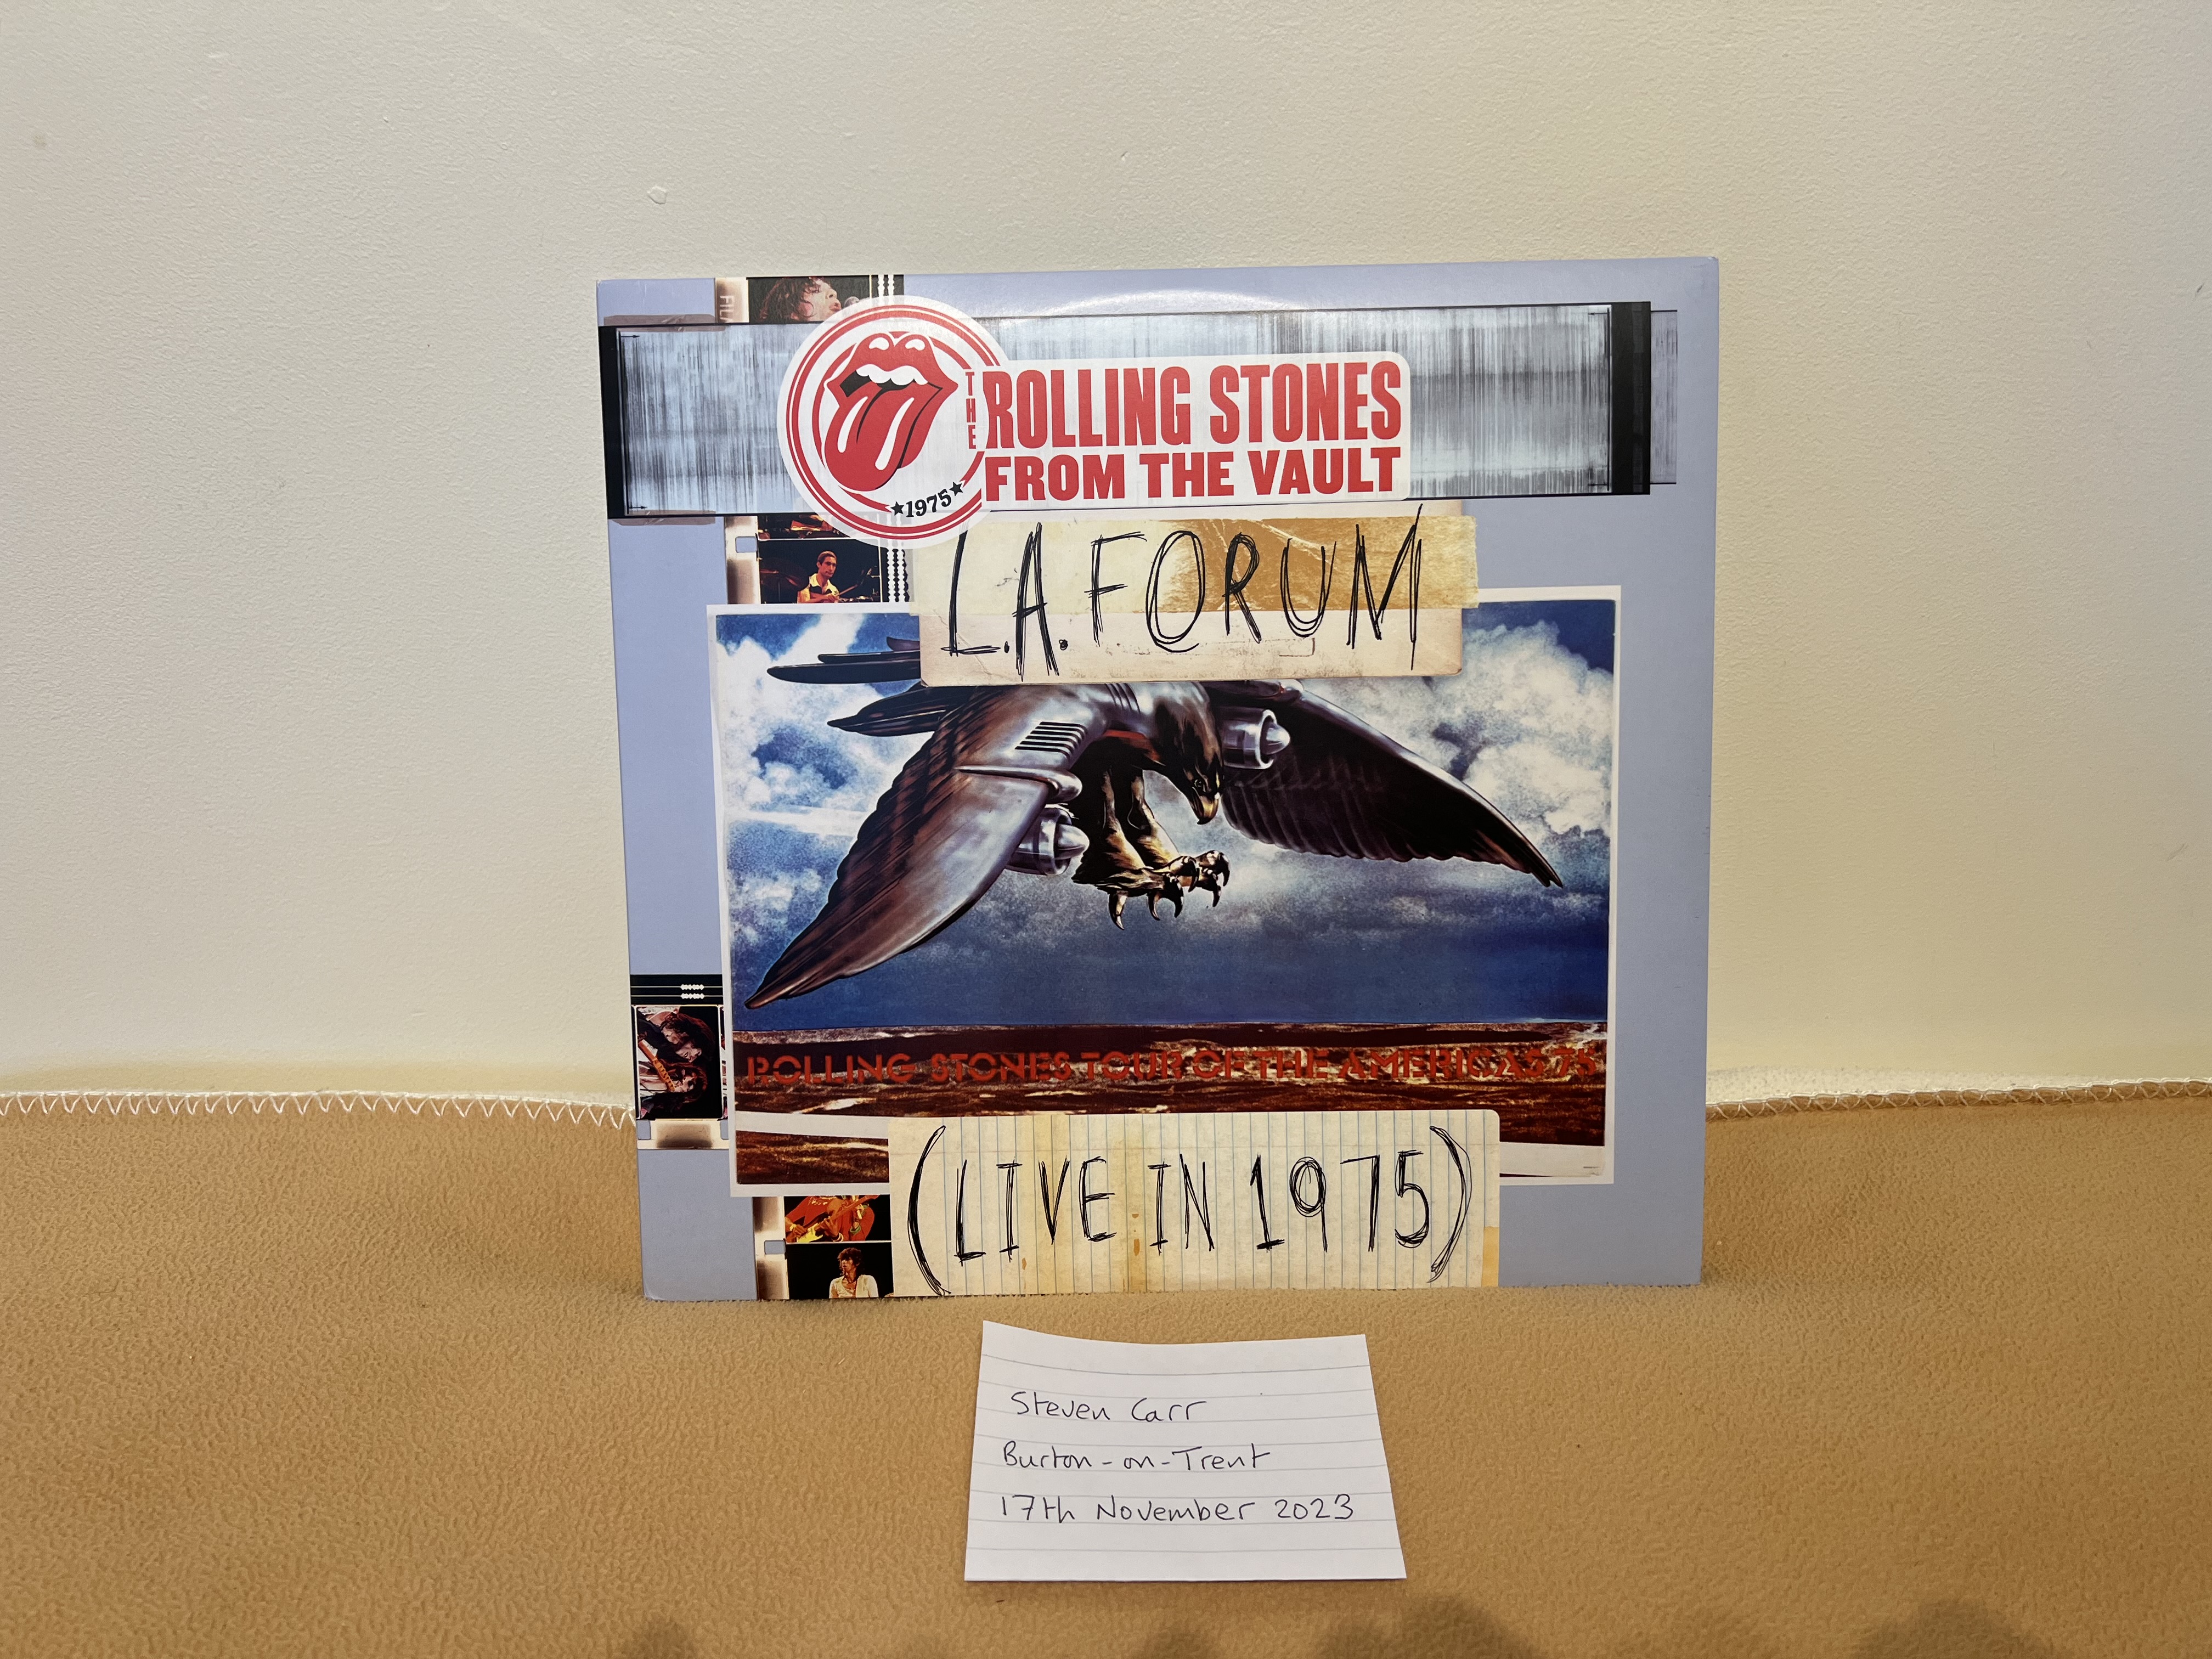 THE
ROLLING STONES
FROM THE VAULT
★1975★
L.A. FORUM
ROLLING STONES TOUR OF THE AMERICAS 75
(LIVE IN 1975)
Steven Carr
Burton-on-Trent
17th November 2023